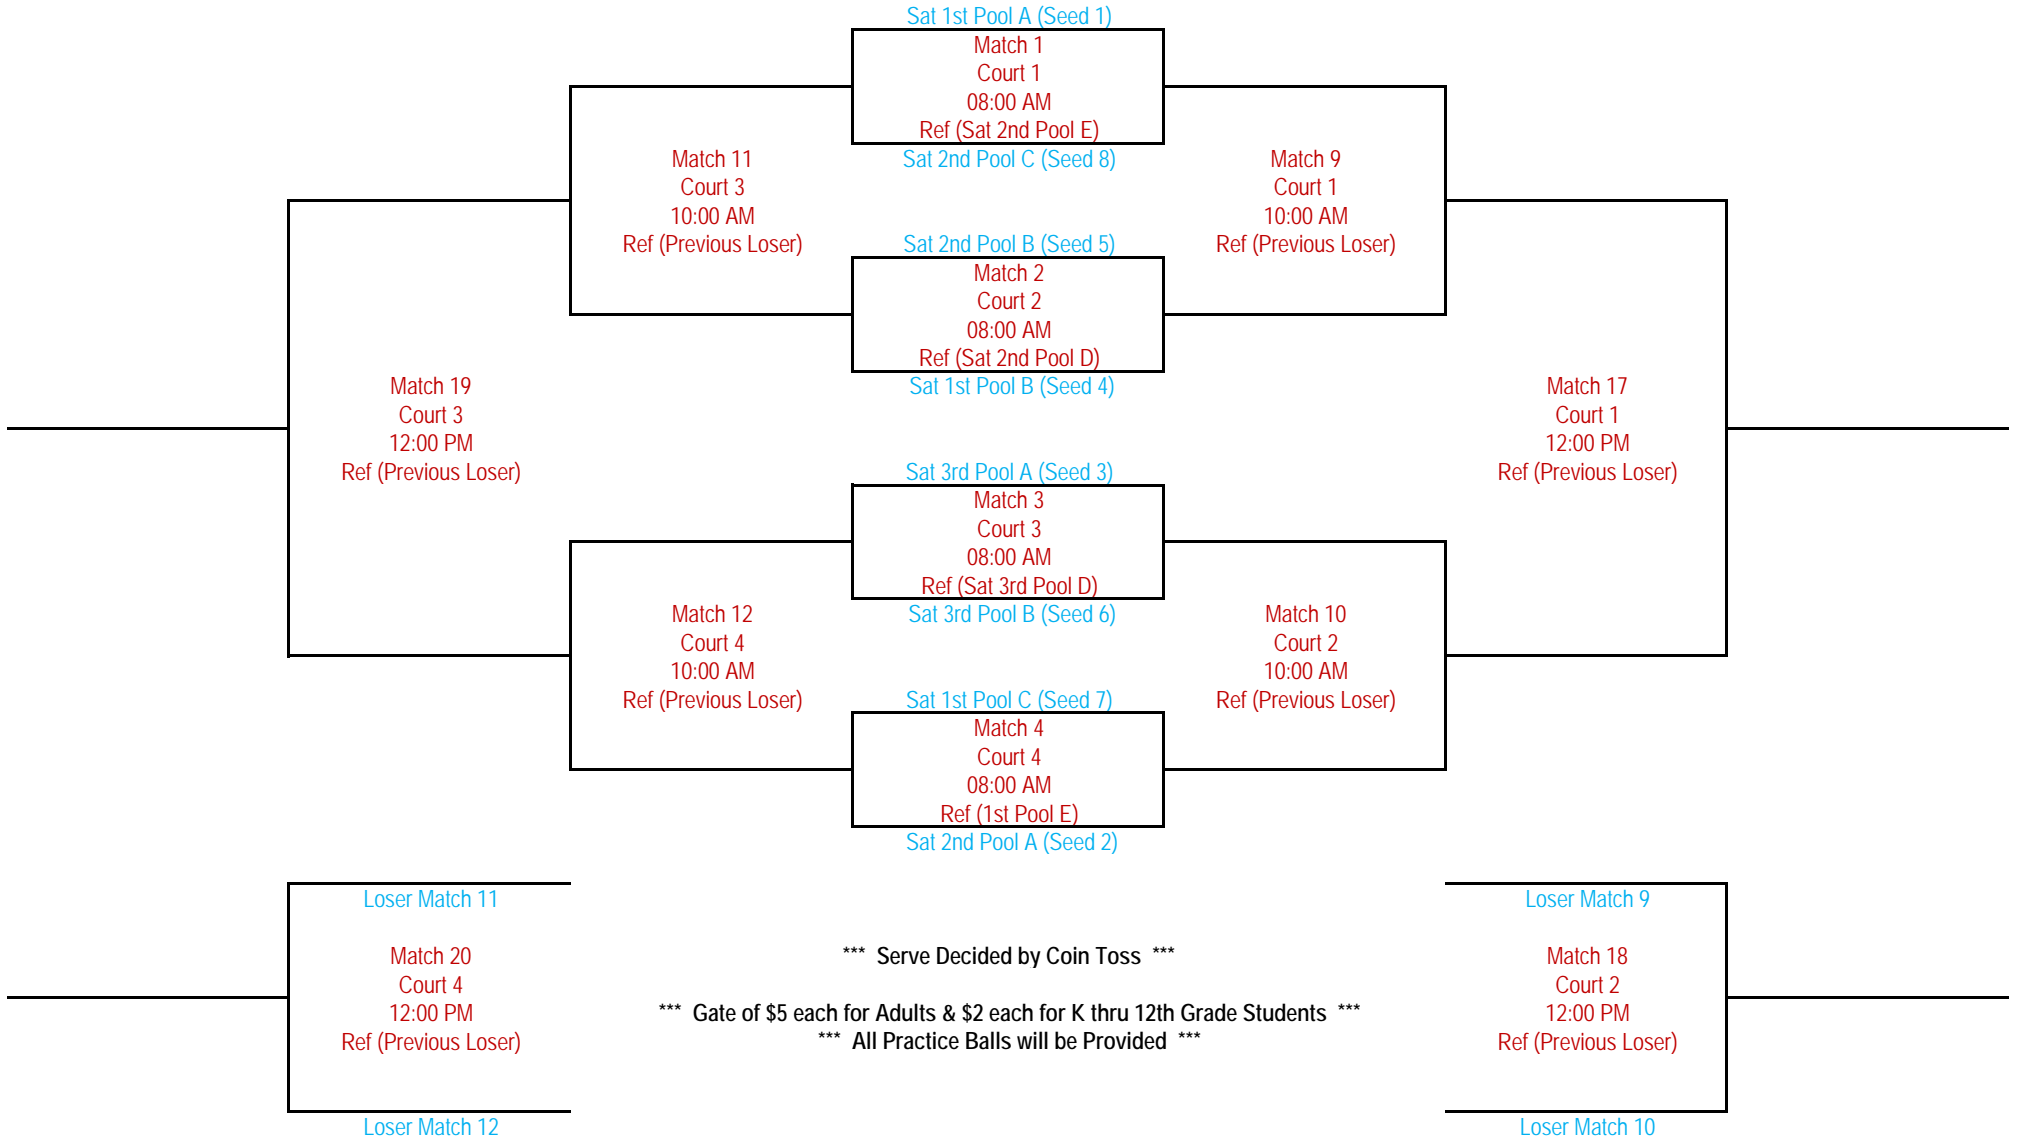 Sat 1st Pool A (Seed 1)
Match 1
Court 1
08:00 AM
Ref (Sat 2nd Pool E)
Sat 2nd Pool C (Seed 8)
Match 11
Court 3
10:00 AM
Ref (Previous Loser)
Match 9
Court 1
10:00 AM
Ref (Previous Loser)
Sat 2nd Pool B (Seed 5)
Match 2
Court 2
08:00 AM
Ref (Sat 2nd Pool D)
Sat 1st Pool B (Seed 4)
Match 19
Court 3
12:00 PM
Ref (Previous Loser)
Match 17
Court 1
12:00 PM
Ref (Previous Loser)
Sat 3rd Pool A (Seed 3)
Match 3
Court 3
08:00 AM
Ref (Sat 3rd Pool D)
Sat 3rd Pool B (Seed 6)
Match 12
Court 4
10:00 AM
Ref (Previous Loser)
Match 10
Court 2
10:00 AM
Ref (Previous Loser)
Sat 1st Pool C (Seed 7)
Match 4
Court 4
08:00 AM
Ref (1st Pool E)
Sat 2nd Pool A (Seed 2)
Loser Match 11
Match 20
Court 4
12:00 PM
Ref (Previous Loser)
Loser Match 12
*** Serve Decided by Coin Toss ***
*** Gate of $5 each for Adults & $2 each for K thru 12th Grade Students ***
*** All Practice Balls will be Provided ***
Loser Match 9
Match 18
Court 2
12:00 PM
Ref (Previous Loser)
Loser Match 10